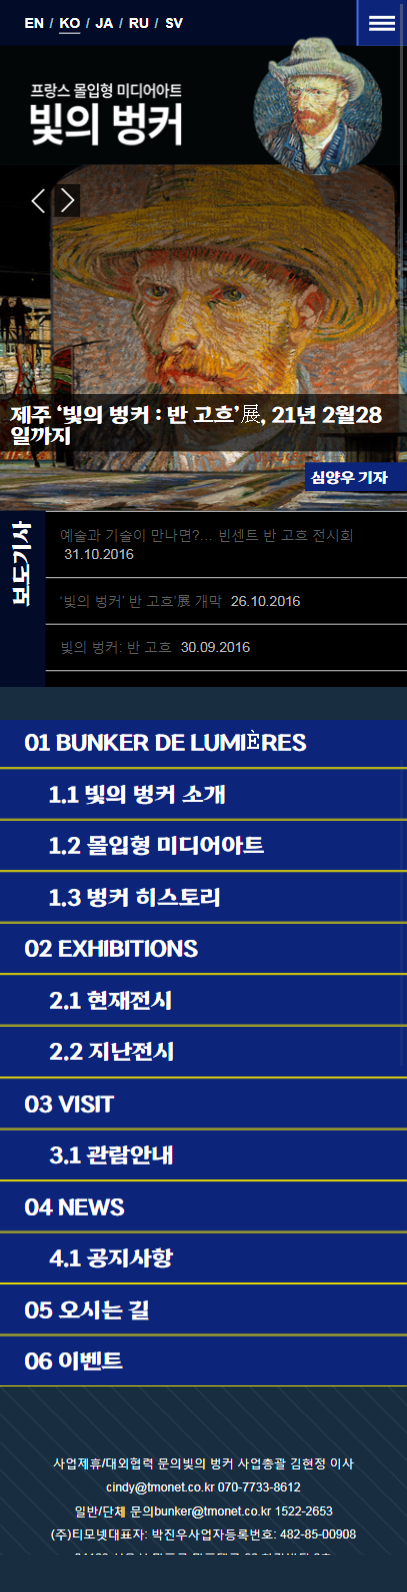 EN / KO / JA / RU / SV
프랑스 몰입형 미디어아트
빛의 벙커
제주 ‘빛의 벙커 : 반 고흐’展, 21년 2월28
일까지
심양우 기자
보도기사
예술과 기술이 만나면?... 빈센트 반 고흐 전시회
31.10.2016
‘빛의 벙커’ 반 고흐’展 개막 26.10.2016
빛의 벙커: 반 고흐 30.09.2016
01 BUNKER DE LUMIÈRES
1.1 빛의 벙커 소개
1.2 몰입형 미디어아트
1.3 벙커 히스토리
02 EXHIBITIONS
2.1 현재전시
2.2 지난전시
03 VISIT
3.1 관람안내
04 NEWS
4.1 공지사항
05 오시는 길
06 이벤트
사업제휴/대외협력 문의빛의 벙커 사업총괄 김현정 이사
cindy@tmonet.co.kr 070-7733-8612
일반/단체 문의bunker@tmonet.co.kr 1522-2653
(주)티모넷대표자: 박진우사업자등록번호: 482-85-00908